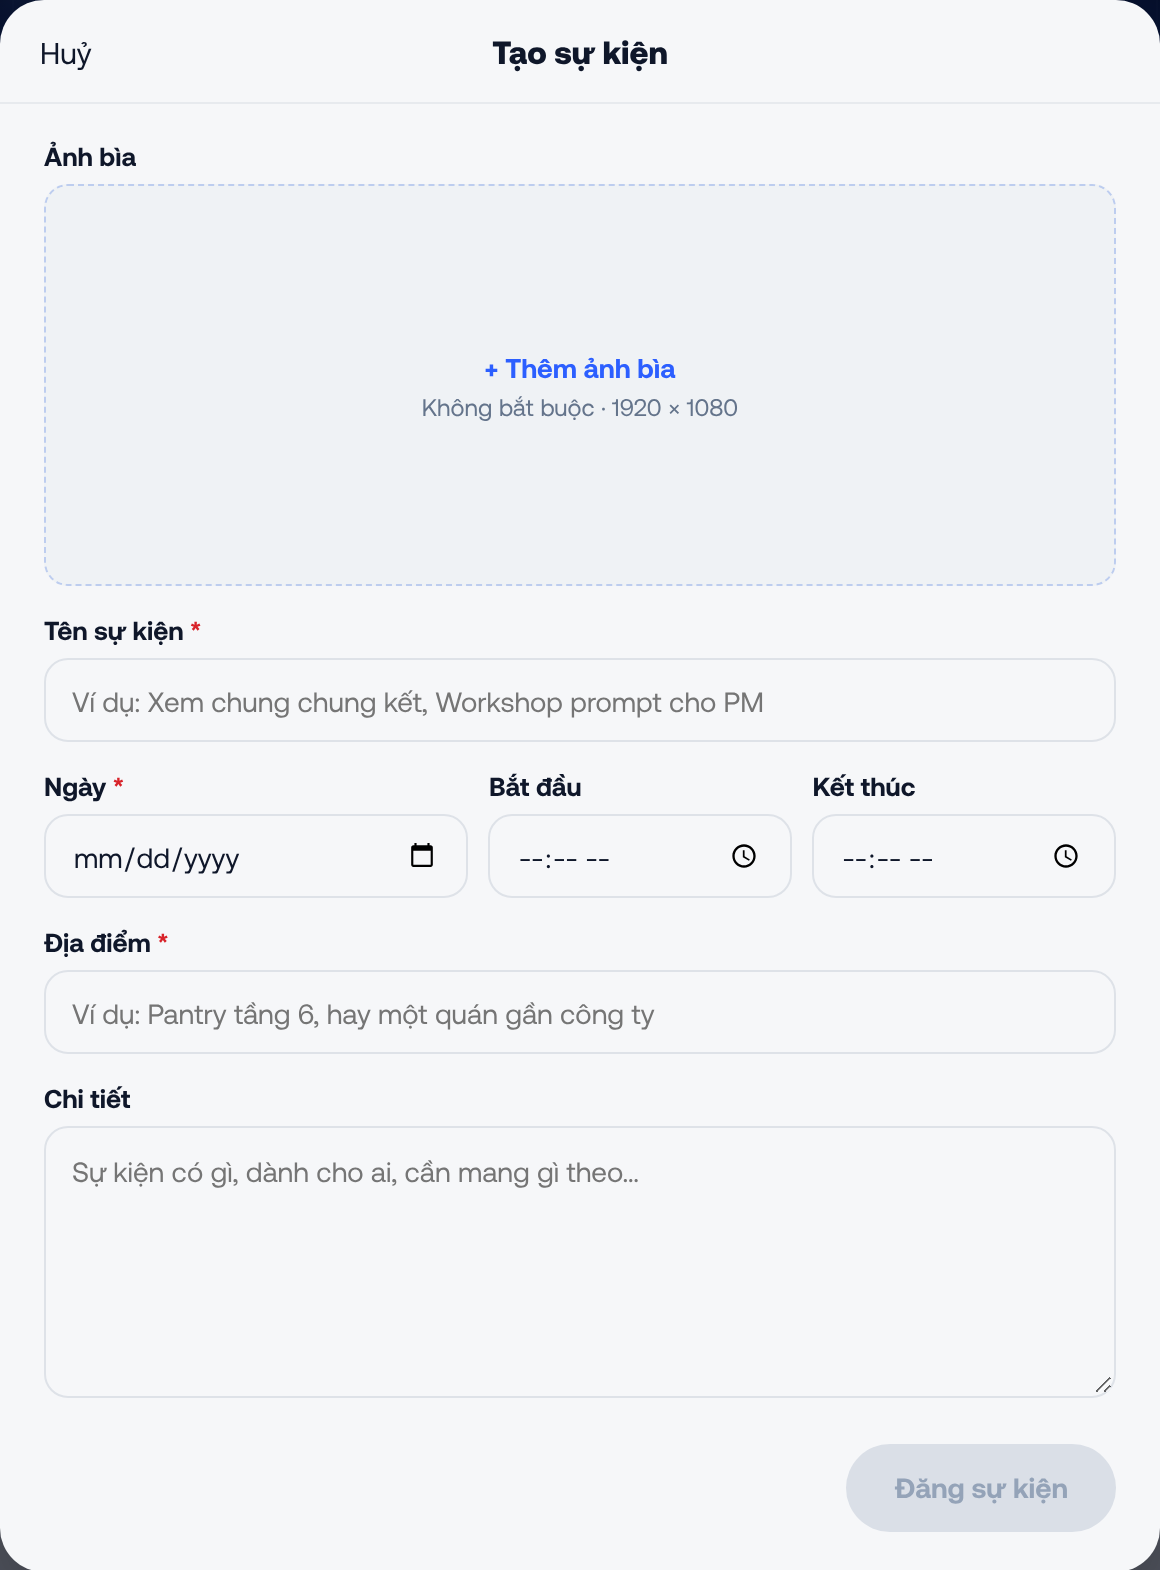 Huỷ
Tạo sự kiện
Ảnh bìa
+ Thêm ảnh bìa
Không bắt buộc · 1920 × 1080
Tên sự kiện *
Ví dụ: Xem chung chung kết, Workshop prompt cho PM
Ngày *
Bắt đầu
Kết thúc
mm/dd/yyyy
--:-- --
--:-- --
Địa điểm *
Ví dụ: Pantry tầng 6, hay một quán gần công ty
Chi tiết
Sự kiện có gì, dành cho ai, cần mang gì theo...
Đăng sự kiện